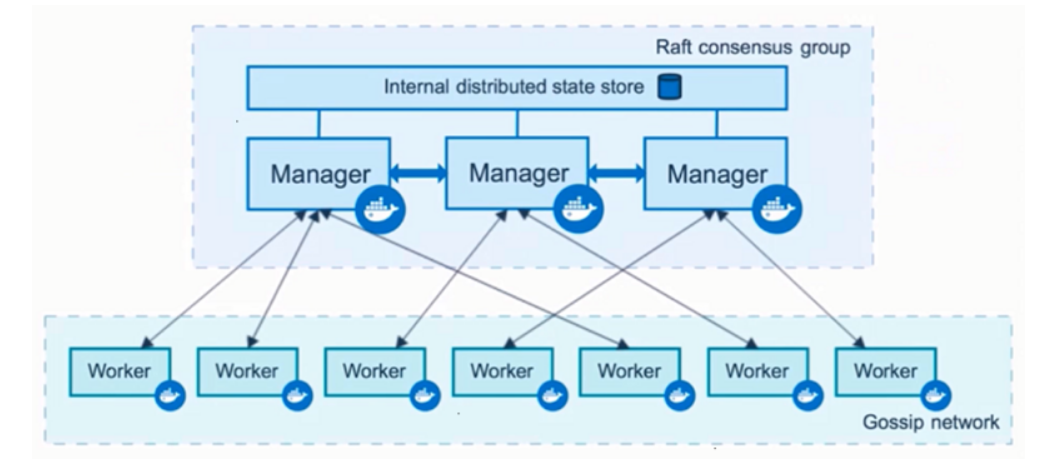 Raft consensus group
Internal distributed state store
Manager Manager Manager
Worker Worker Worker Worker Worker Worker Worker
Gossip network